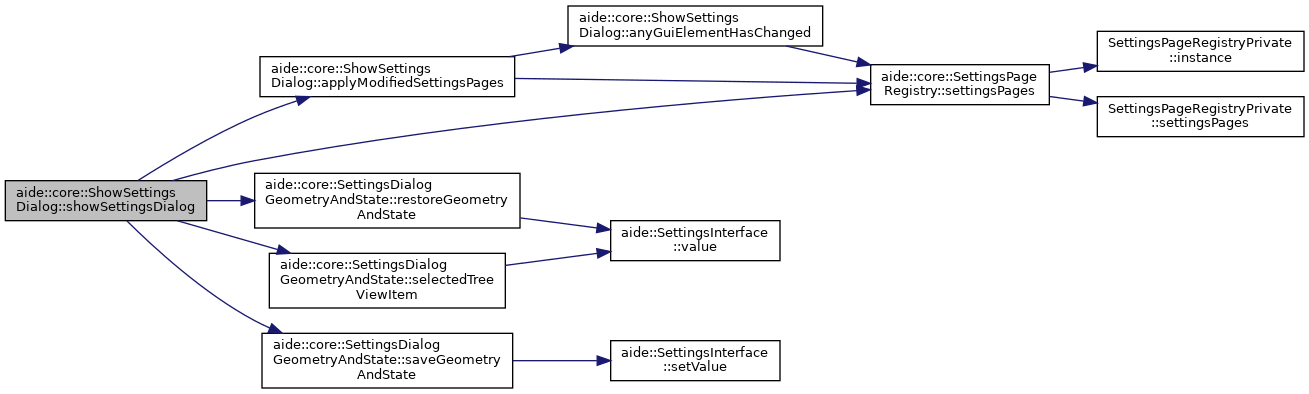 aide::core::ShowSettings
Dialog::showSettingsDialog
aide::core::ShowSettings
Dialog::applyModifiedSettingsPages
aide::core::ShowSettings
Dialog::anyGuiElementHasChanged
aide::core::SettingsPage
Registry::settingsPages
SettingsPageRegistryPrivate
::instance
SettingsPageRegistryPrivate
::settingsPages
aide::core::SettingsDialog
GeometryAndState::restoreGeometry
AndState
aide::core::SettingsDialog
GeometryAndState::selectedTree
ViewItem
aide::SettingsInterface
::value
aide::core::SettingsDialog
GeometryAndState::saveGeometry
AndState
aide::SettingsInterface
::setValue